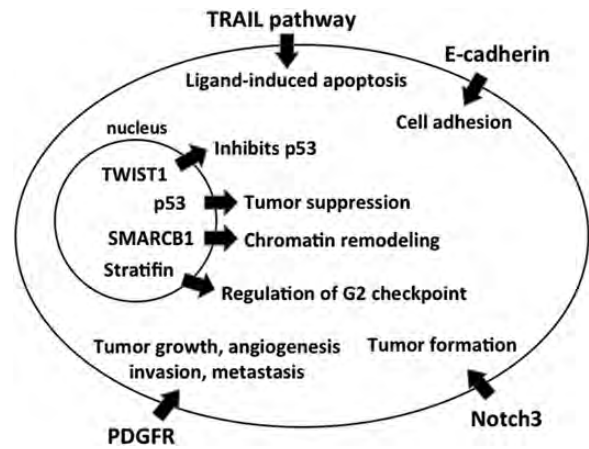 TRAIL pathway
E-cadherin
Ligand-induced apoptosis
Cell adhesion
nucleus
TWIST1
Inhibits p53
p53
Tumor suppression
SMARCB1
Chromatin remodeling
Stratifin
Regulation of G2 checkpoint
Tumor growth, angiogenesis
invasion, metastasis
Tumor formation
PDGFR
Notch3